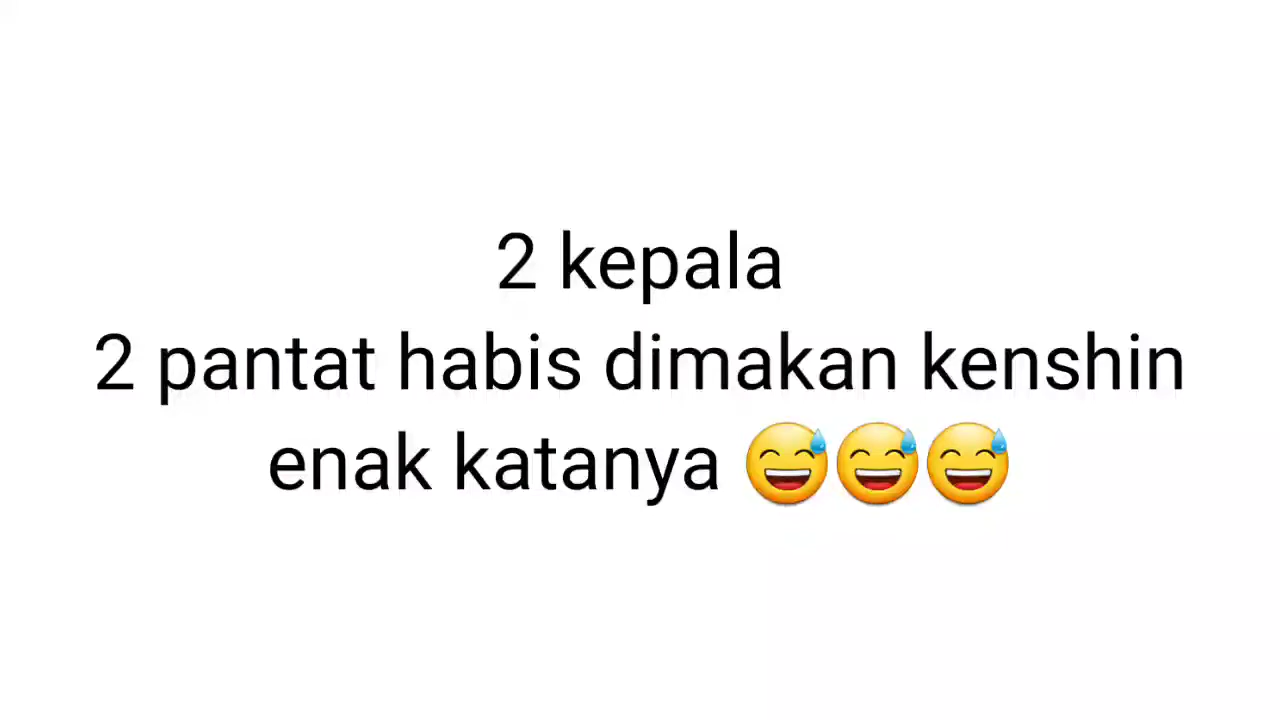 2 kepala
2 pantat habis dimakan kenshin
enak katanya 😅😅😅